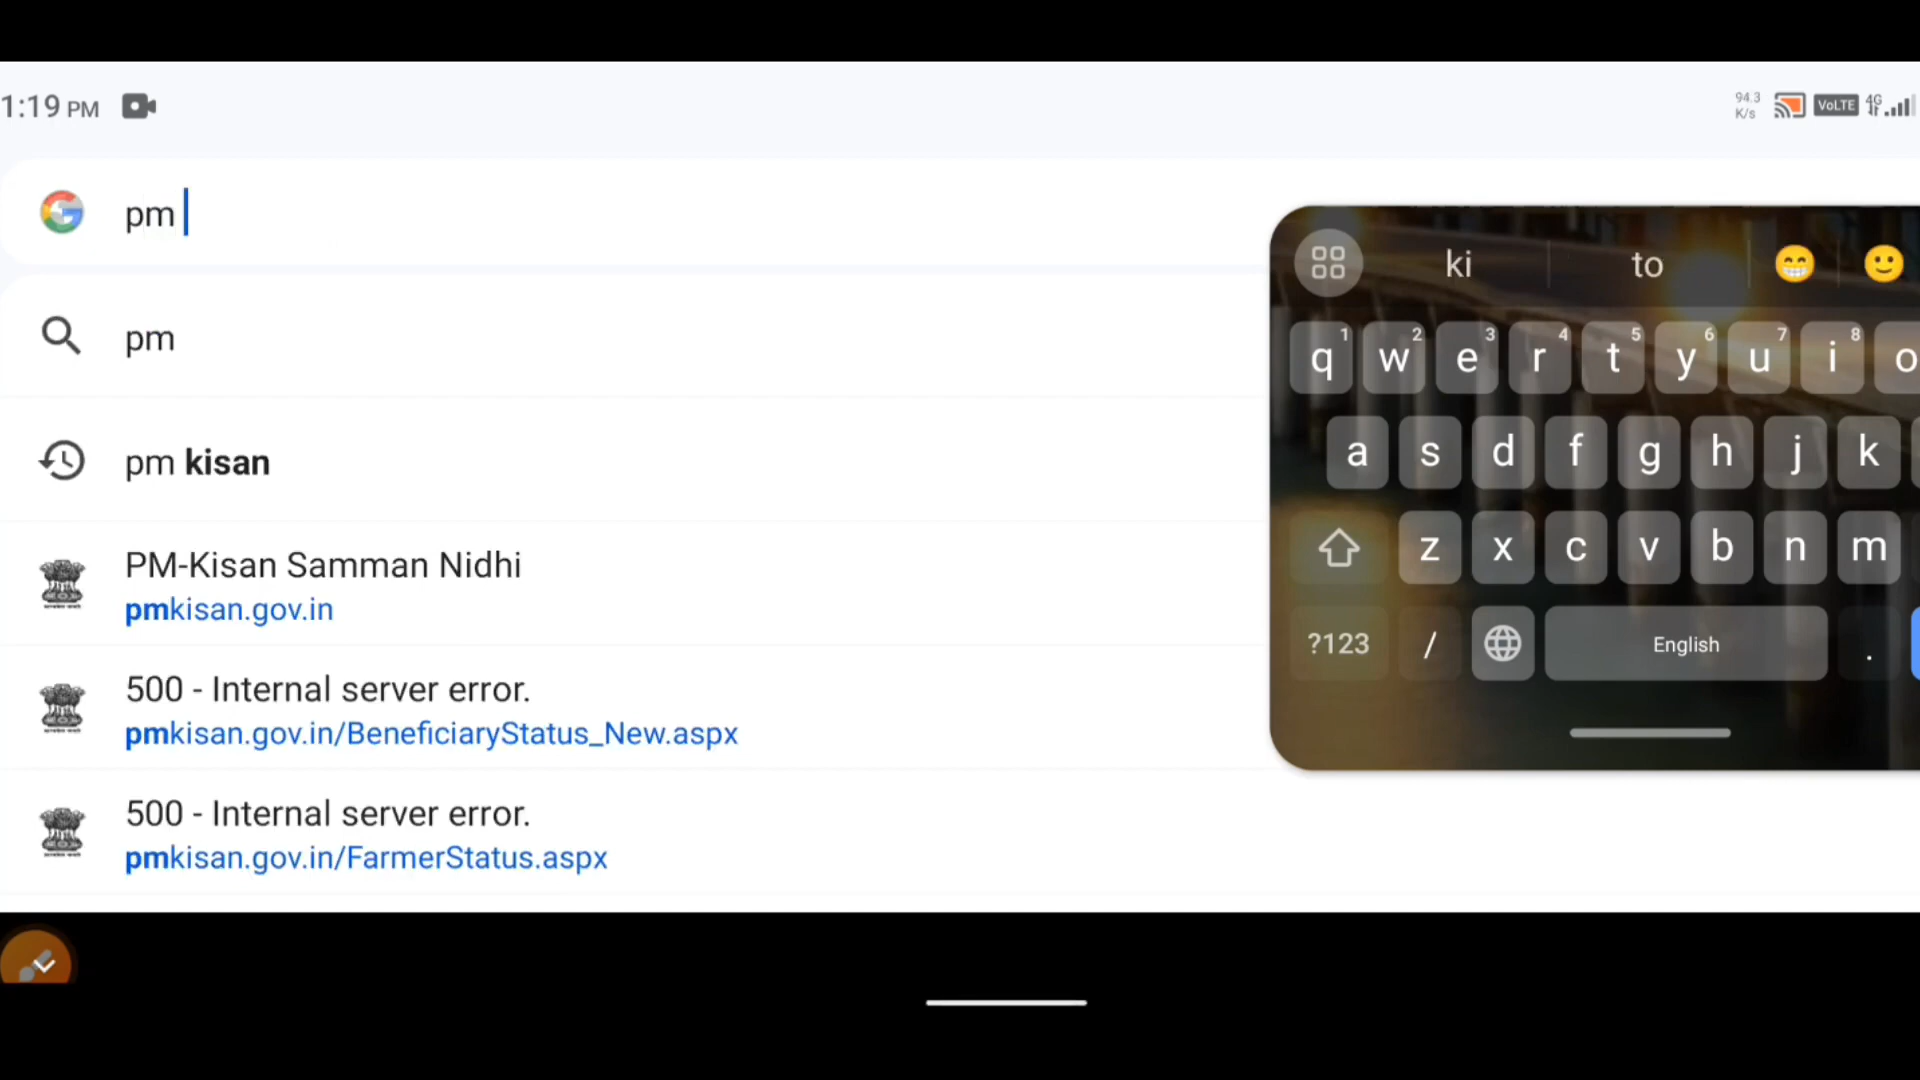 1:19 PM
94.3
K/s
VoLTE
4G
pm
pm
pm kisan
PM-Kisan Samman Nidhi
pmkisan.gov.in
500 - Internal server error.
pmkisan.gov.in/BeneficiaryStatus_New.aspx
500 - Internal server error.
pmkisan.gov.in/FarmerStatus.aspx
ki to
1 2 3 4 5 6 7 8
q w e r t y u i o
a s d f g h j k
z x c v b n m
?123 / English .